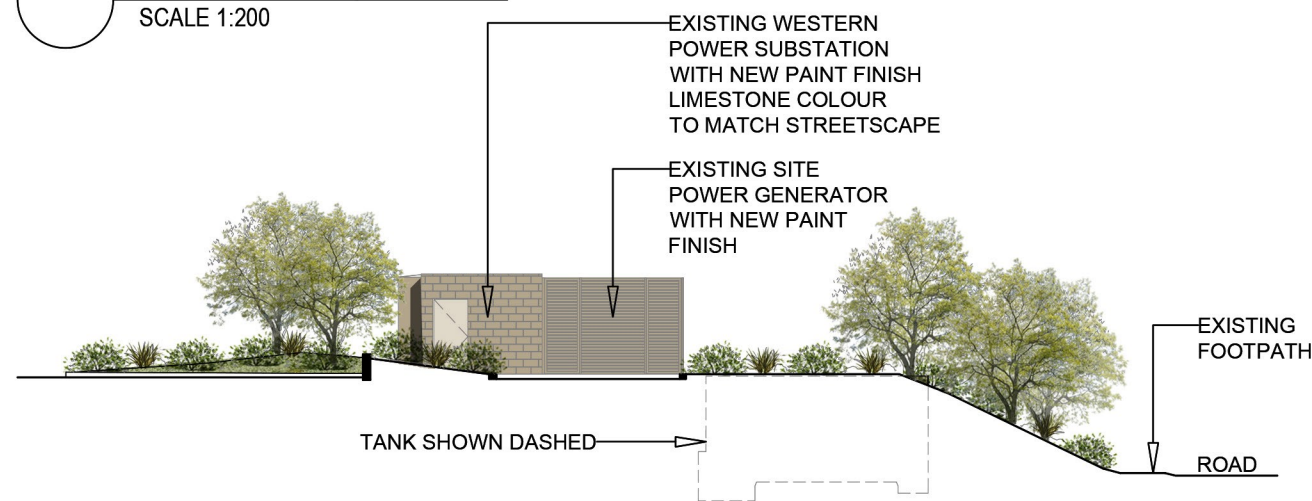 SCALE 1:200
EXISTING WESTERN
POWER SUBSTATION
WITH NEW PAINT FINISH
LIMESTONE COLOUR
TO MATCH STREETSCAPE
EXISTING SITE
POWER GENERATOR
WITH NEW PAINT
FINISH
EXISTING
FOOTPATH
TANK SHOWN DASHED
ROAD